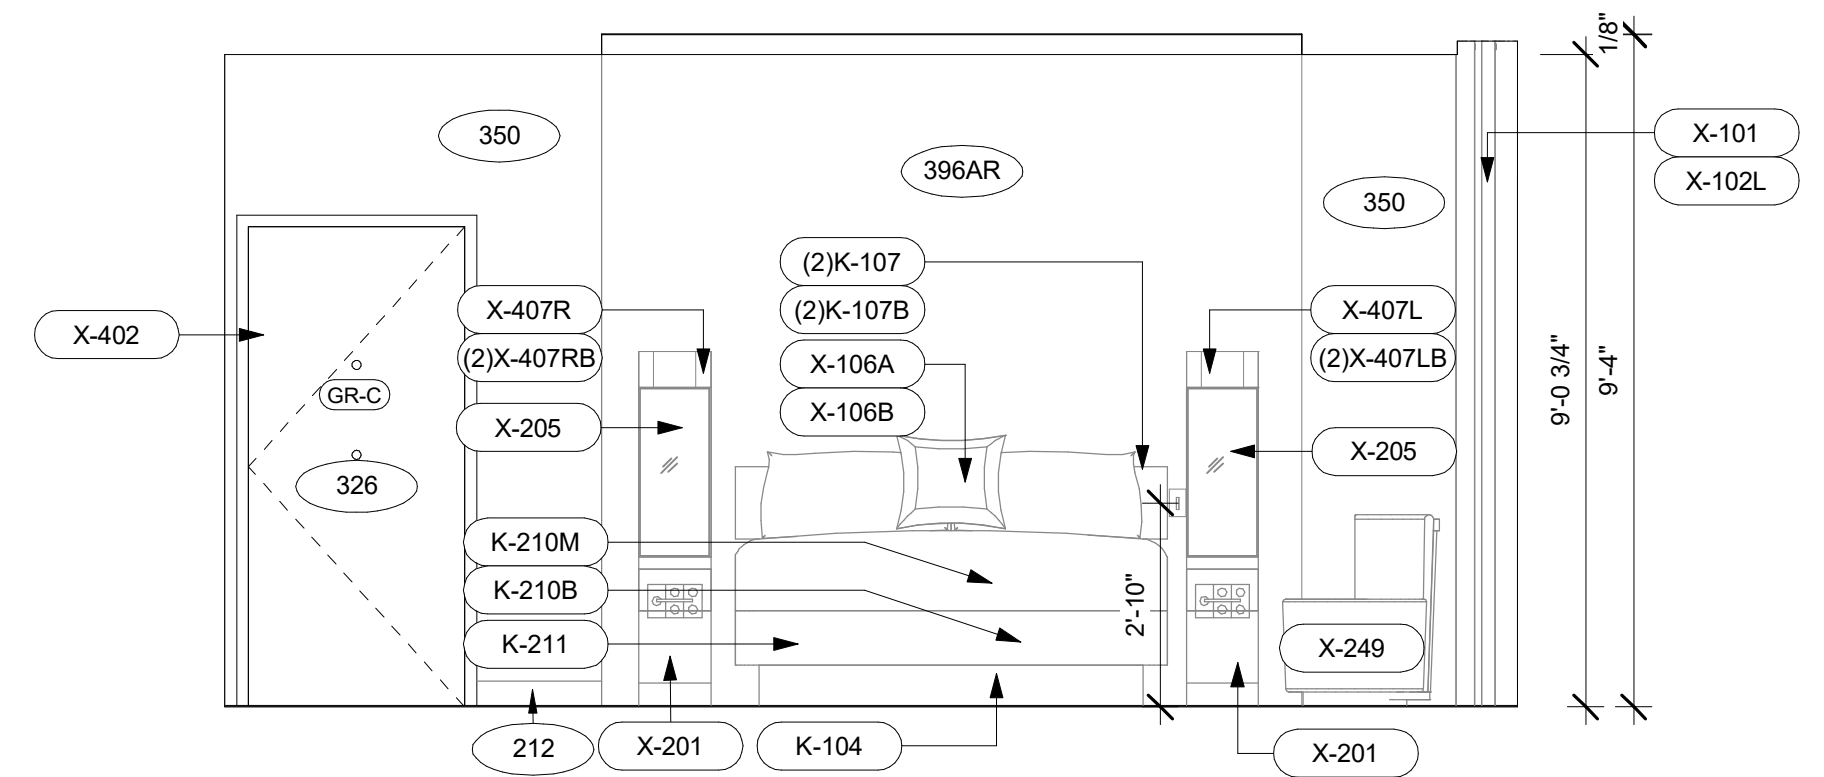 1/8"
350
396AR
350
X-101
X-102L
(2)K-107
(2)K-107B
X-106A
X-106B
X-407R
(2)X-407RB
X-407L
(2)X-407LB
X-402
GR-C
X-205
X-205
9'-0 3/4"
9'-4"
326
K-210M
K-210B
K-211
2'-10"
X-249
212
X-201
K-104
X-201